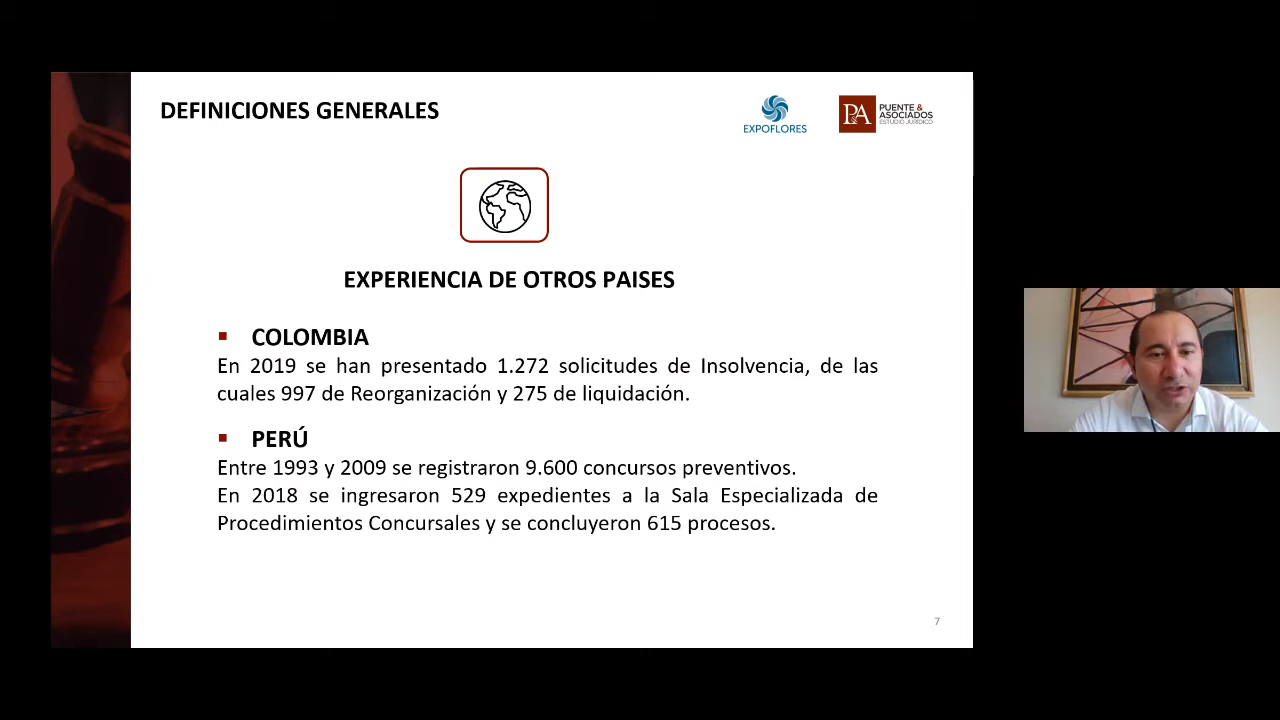 DEFINICIONES GENERALES
EXPOFLORES
PA
PUENTE &
ASOCIADOS
ESTUDIO JURÍDICO
EXPERIENCIA DE OTROS PAISES
▪ COLOMBIA
En 2019 se han presentado 1.272 solicitudes de Insolvencia, de las
cuales 997 de Reorganización y 275 de liquidación.
▪ PERÚ
Entre 1993 y 2009 se registraron 9.600 concursos preventivos.
En 2018 se ingresaron 529 expedientes a la Sala Especializada de
Procedimientos Concursales y se concluyeron 615 procesos.
7